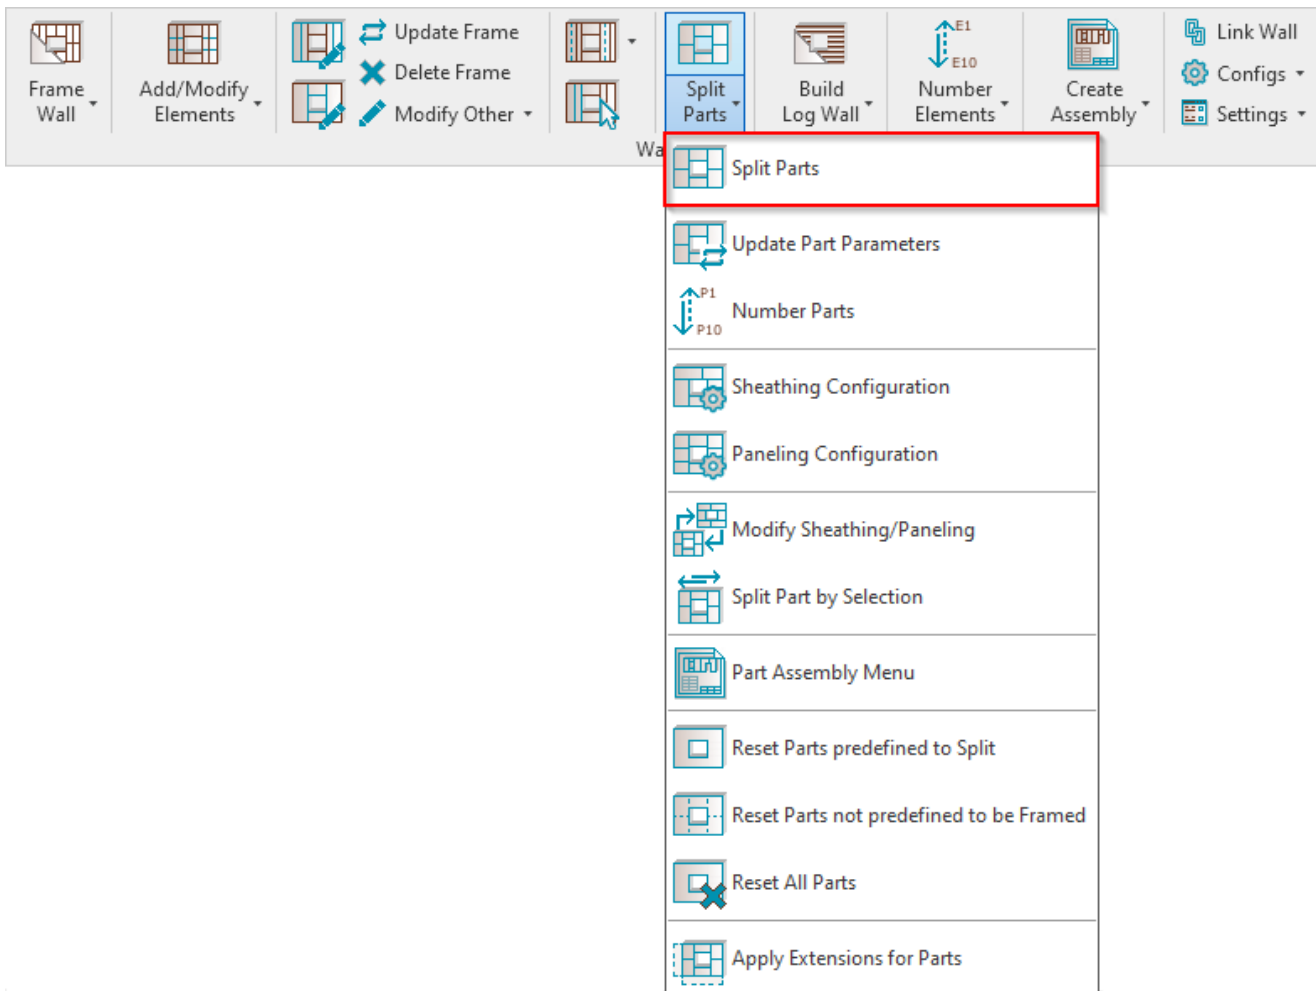 Frame
Wall
Add/Modify
Elements
Update Frame
Delete Frame
Modify Other
Split
Parts
Build
Log Wall
E1
E10
Number
Elements
Create
Assembly
Link Wall
Configs
Settings
Wa
Split Parts
Update Part Parameters
P1
P10
Number Parts
Sheathing Configuration
Paneling Configuration
Modify Sheathing/Paneling
Split Part by Selection
Part Assembly Menu
Reset Parts predefined to Split
Reset Parts not predefined to be Framed
Reset All Parts
Apply Extensions for Parts